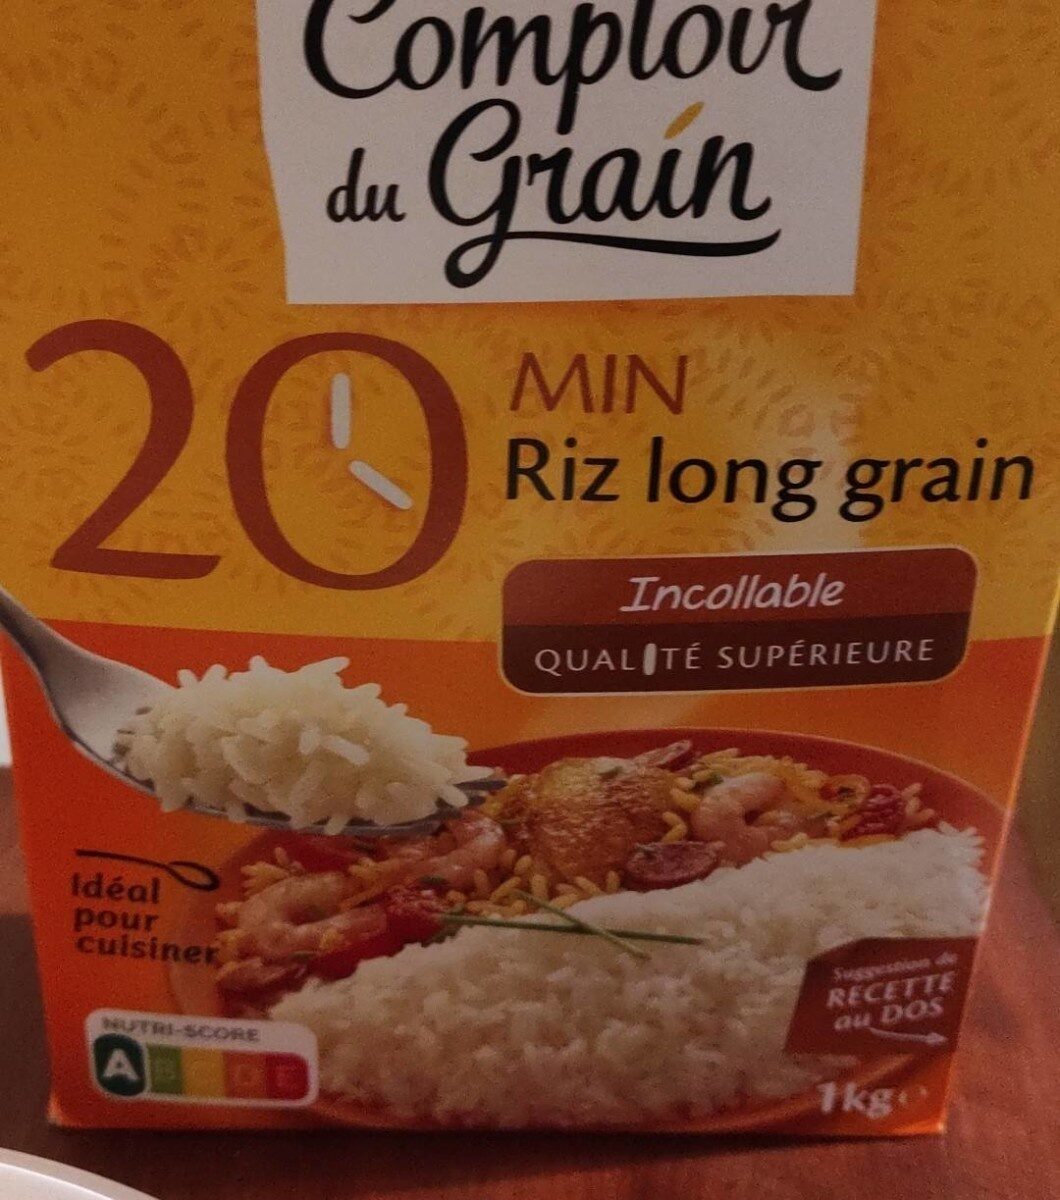 Comptoir
du Grain
20 MIN
Riz long grain
Incollable
QUALITÉ SUPÉRIEURE
Idéal
pour
cuisiner
Suggestion de
RECETTE
au DOS
NUTRI-SCORE
A B C D E
1kg e